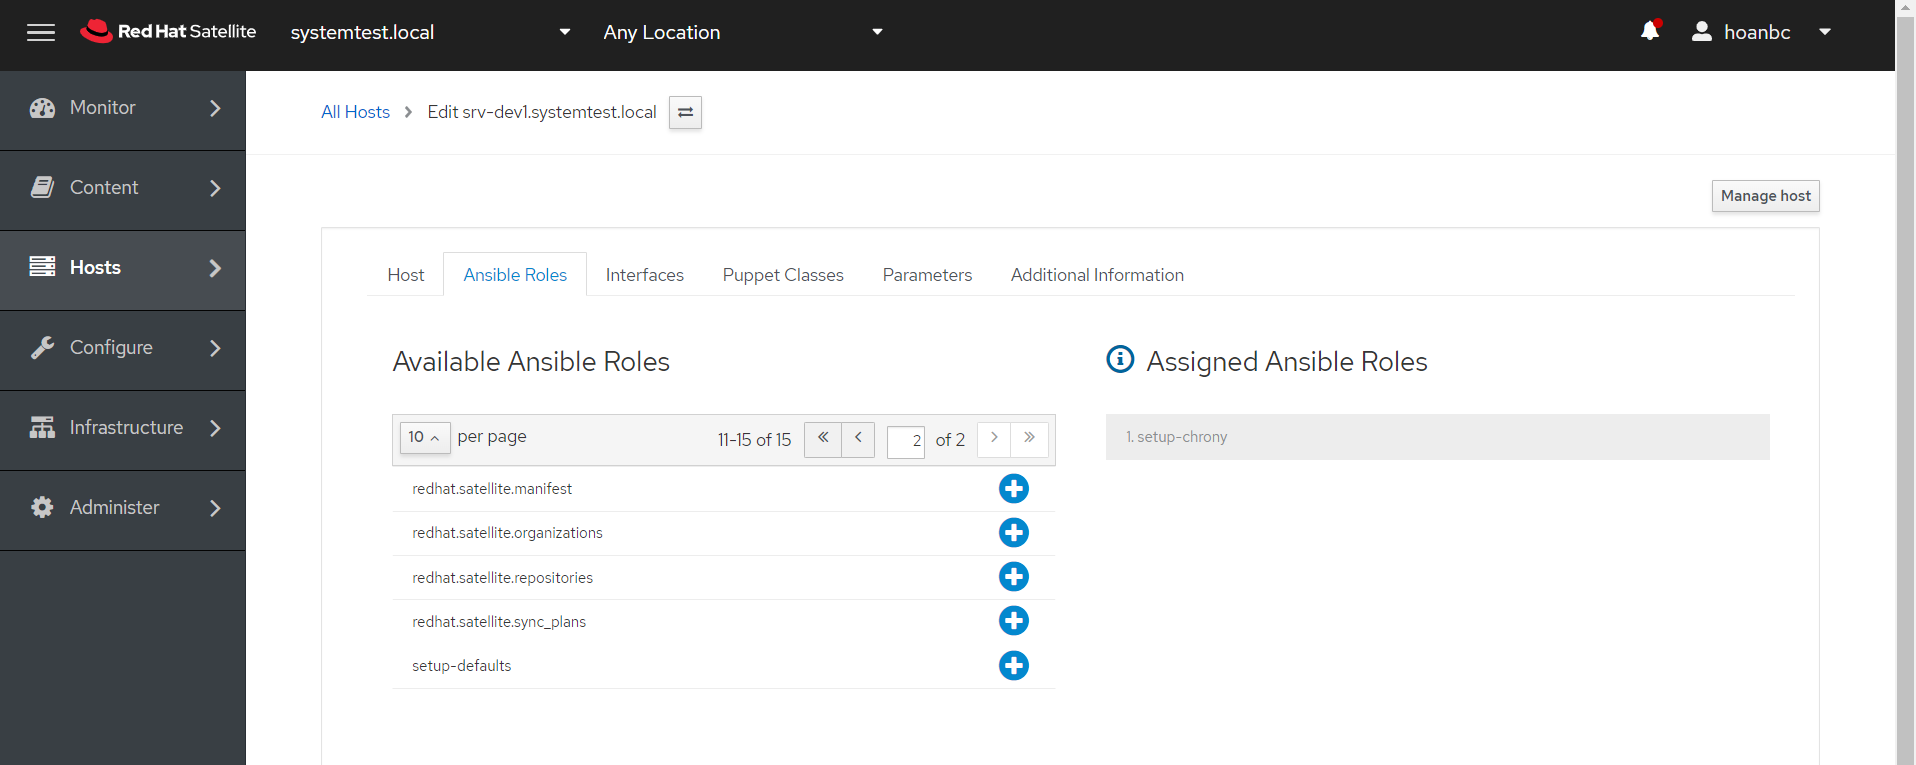 Red Hat Satellite systemtest.local Any Location hoanbc
Monitor
Content
Hosts
Configure
Infrastructure
Administer
All Hosts > Edit srv-dev1.systemtest.local
Manage host
Host Ansible Roles Interfaces Puppet Classes Parameters Additional Information
Available Ansible Roles
10 per page 11-15 of 15 « < 2 of 2 > »
redhat.satellite.manifest
redhat.satellite.organizations
redhat.satellite.repositories
redhat.satellite.sync_plans
setup-defaults
Assigned Ansible Roles
1. setup-chrony